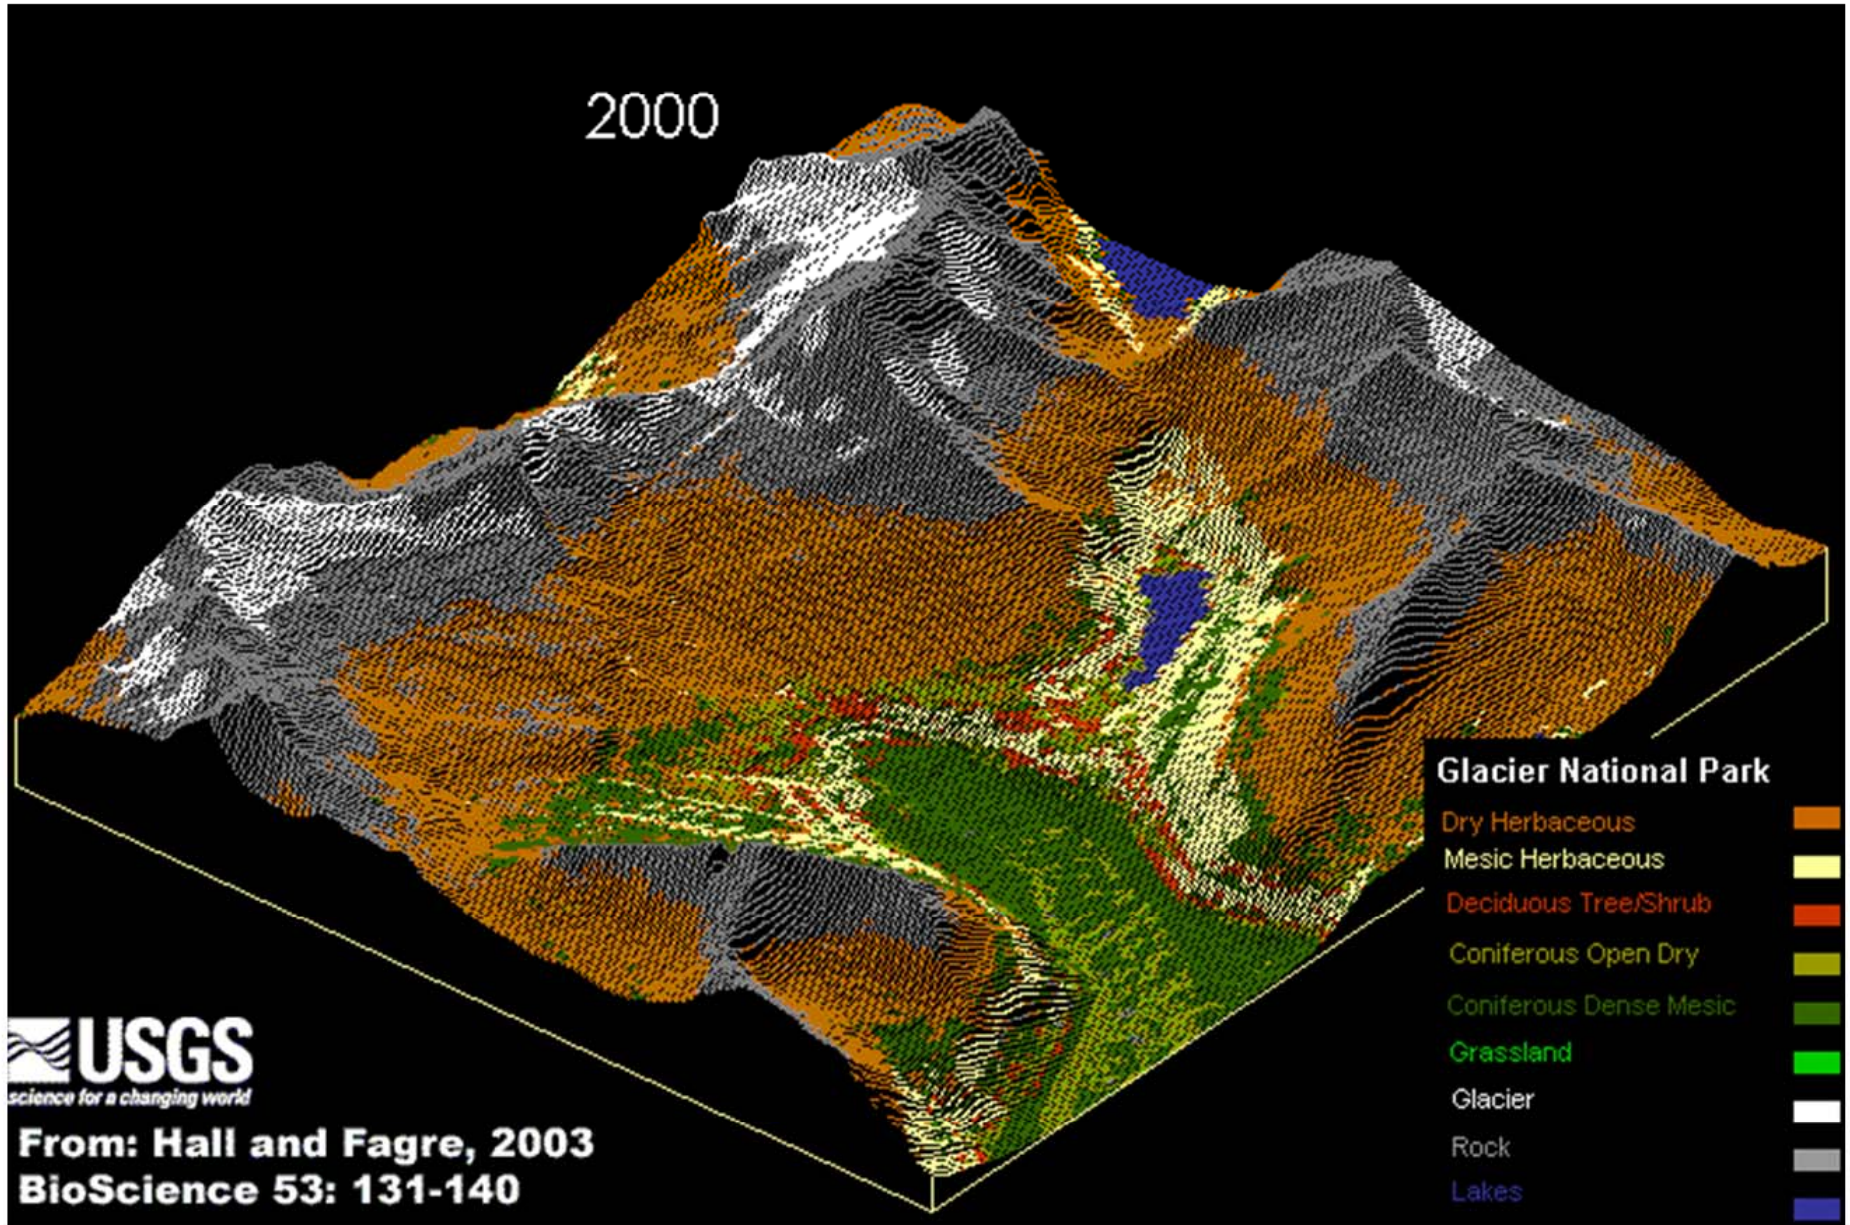 2000
Glacier National Park
Dry Herbaceous
Mesic Herbaceous
Deciduous Tree/Shrub
Coniferous Open Dry
Coniferous Dense Mesic
Grassland
Glacier
Rock
Lakes
USGS
science for a changing world
From: Hall and Fagre, 2003
BioScience 53: 131-140